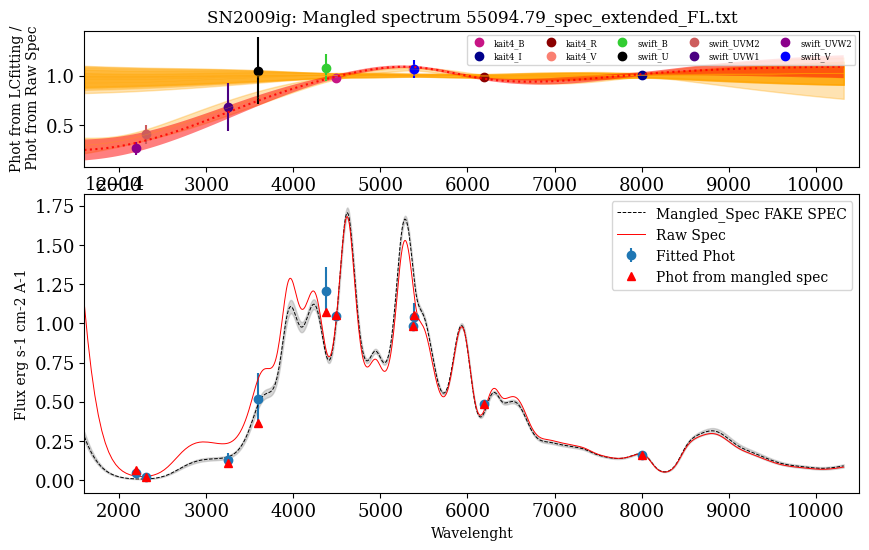 SN2009ig: Mangled spectrum 55094.79_spec_extended_FL.txt
Phot from LCfitting /
Phot from Raw Spec
1.0
0.5
kait4_B kait4_R swift_B swift_UVM2 swift_UVW2
kait4_I kait4_V swift_U swift_UVW1 swift_V
2000 3000 4000 5000 6000 7000 8000 9000 10000
1e−14
Flux erg s-1 cm-2 A-1
1.75
1.50
1.25
1.00
0.75
0.50
0.25
0.00
Mangled_Spec FAKE SPEC
Raw Spec
Fitted Phot
Phot from mangled spec
2000 3000 4000 5000 6000 7000 8000 9000 10000
Wavelenght